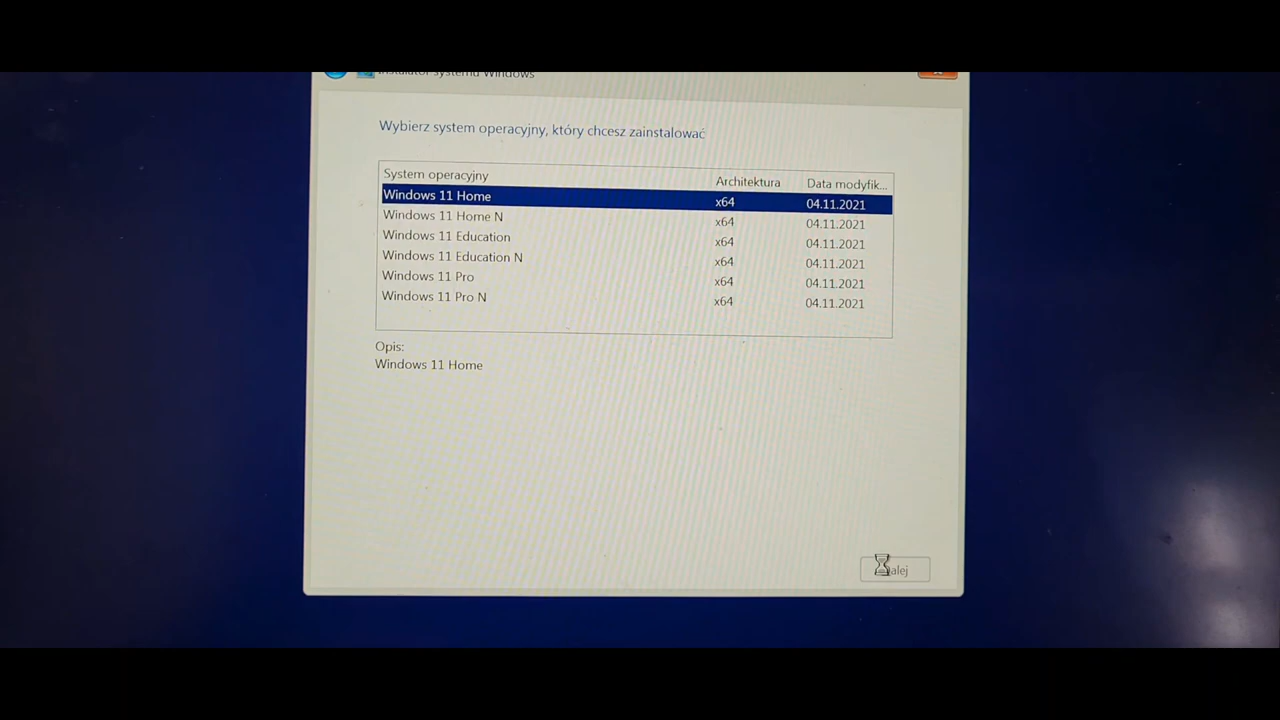 Instalator systemu Windows
Wybierz system operacyjny, który chcesz zainstalować
System operacyjny Architektura Data modyfik...
Windows 11 Home x64 04.11.2021
Windows 11 Home N x64 04.11.2021
Windows 11 Education x64 04.11.2021
Windows 11 Education N x64 04.11.2021
Windows 11 Pro x64 04.11.2021
Windows 11 Pro N x64 04.11.2021
Opis:
Windows 11 Home
alej